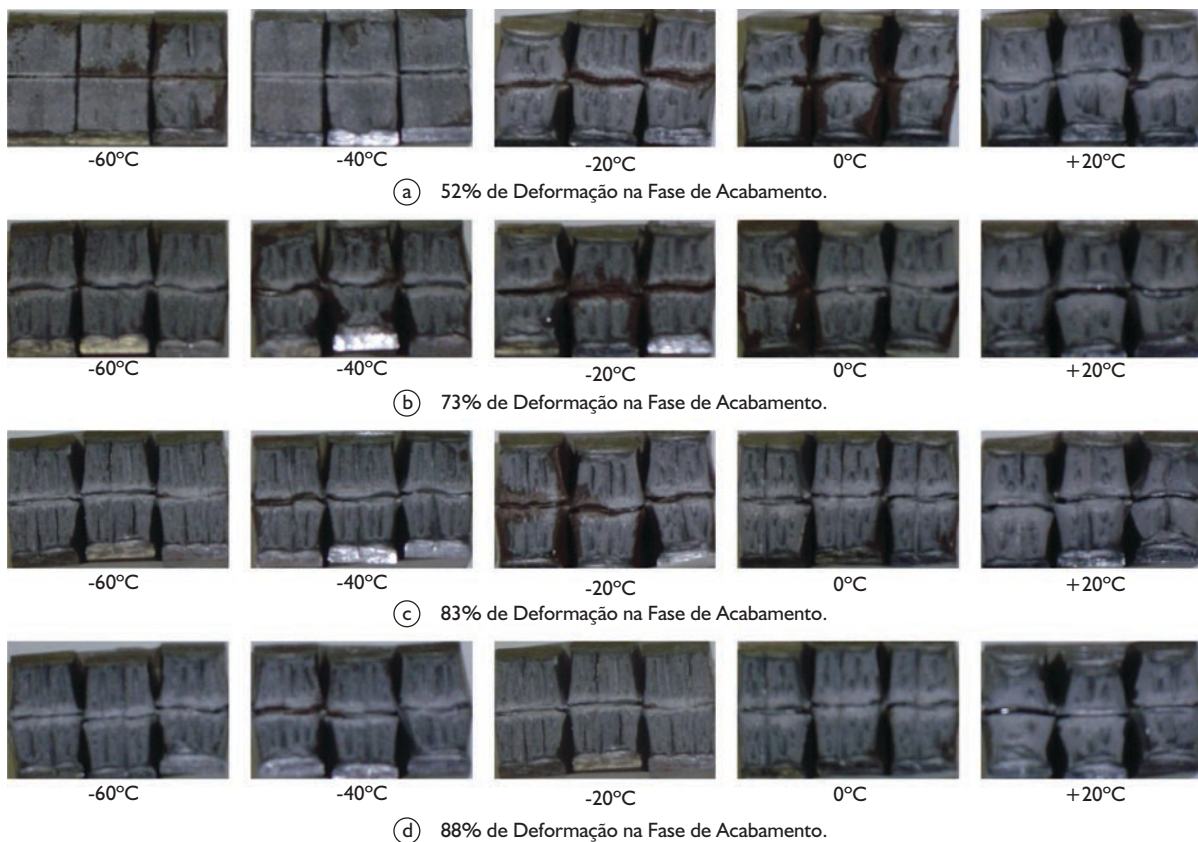 -60ºC -40ºC -20ºC 0ºC +20ºC
a 52% de Deformação na Fase de Acabamento.
-60ºC -40ºC -20ºC 0ºC +20ºC
b 73% de Deformação na Fase de Acabamento.
-60ºC -40ºC -20ºC 0ºC +20ºC
c 83% de Deformação na Fase de Acabamento.
-60ºC -40ºC -20ºC 0ºC +20ºC
d 88% de Deformação na Fase de Acabamento.